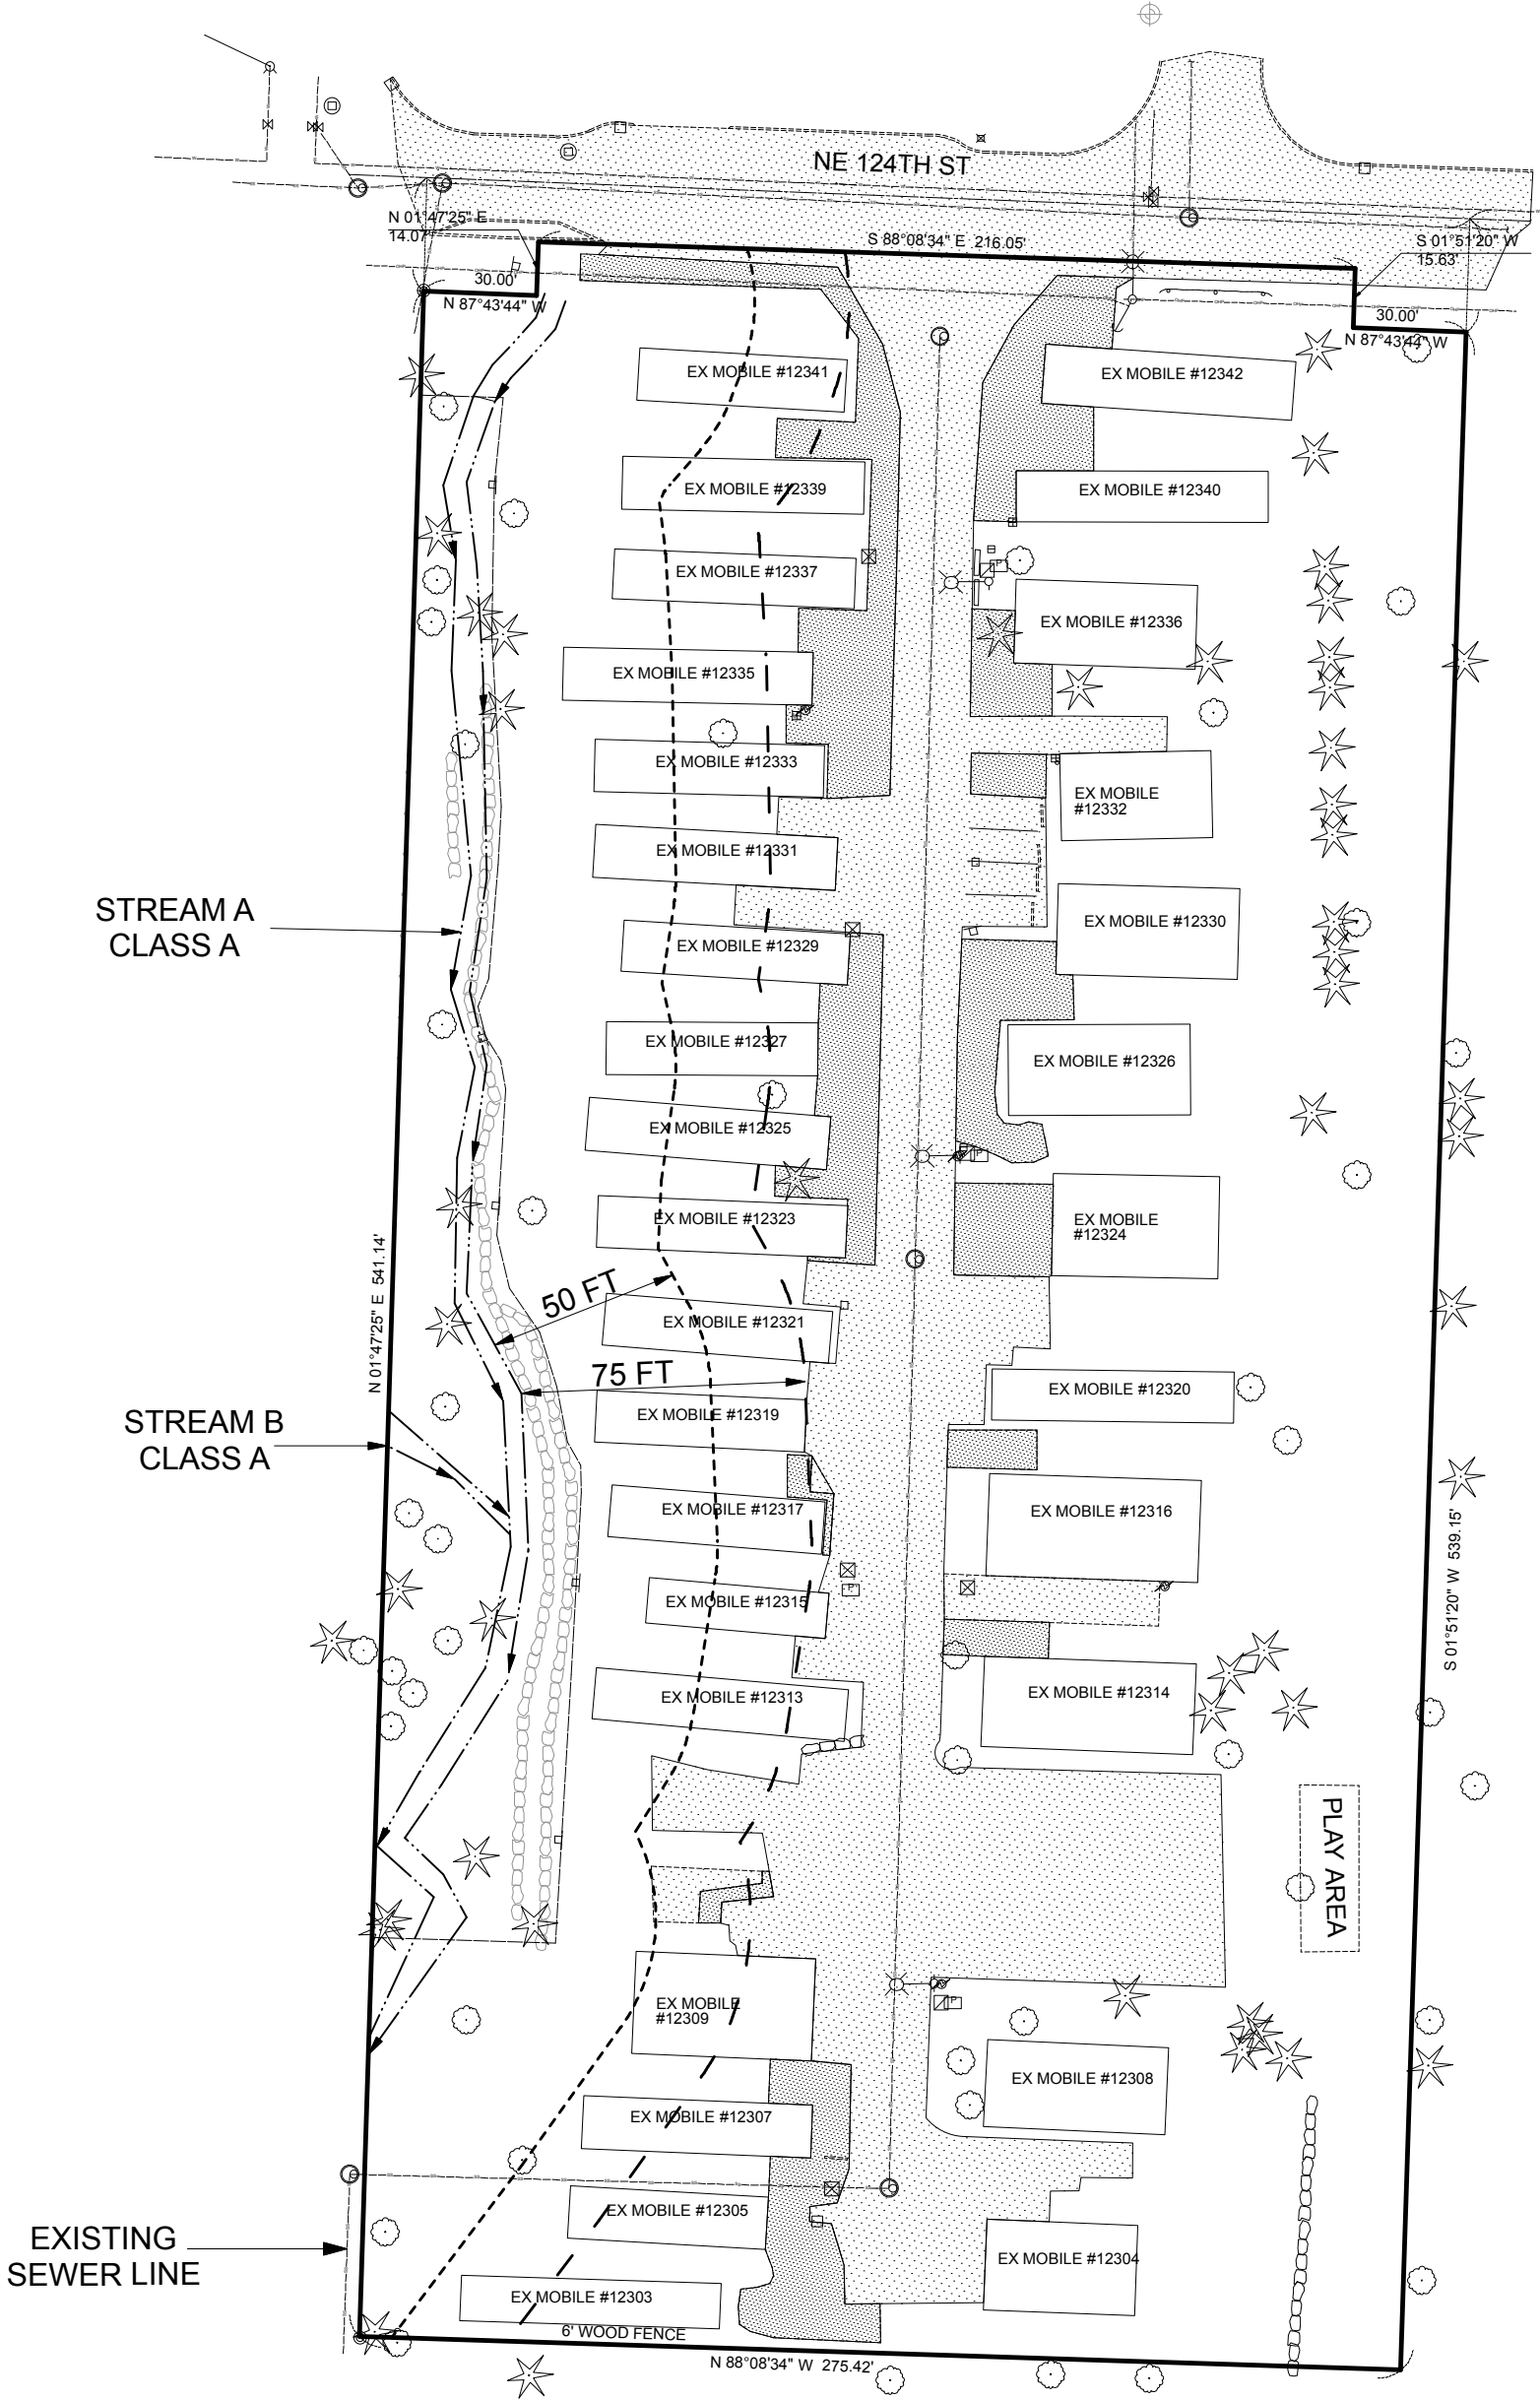 NE 124TH ST
N 01°47'25" E
14.07'
S 88°08'34" E 216.05'
S 01°51'20" W
15.63'
30.00'
N 87°43'44" W
30.00'
N 87°43'44" W
EX MOBILE #12341
EX MOBILE #12342
EX MOBILE #12339
EX MOBILE #12340
EX MOBILE #12337
P
EX MOBILE #12336
EX MOBILE #12335
EX MOBILE #12333
EX MOBILE
#12332
EX MOBILE #12331
STREAM A
CLASS A
EX MOBILE #12330
EX MOBILE #12329
EX MOBILE #12327
EX MOBILE #12326
EX MOBILE #12325
P
EX MOBILE #12323
EX MOBILE
#12324
N 01°47'25" E 541.14'
50 FT
EX MOBILE #12321
75 FT
EX MOBILE #12320
EX MOBILE #12319
STREAM B
CLASS A
EX MOBILE #12317
EX MOBILE #12316
S 01°51'20" W 539.15'
P
EX MOBILE #12315
EX MOBILE #12313
EX MOBILE #12314
PLAY AREA
EX MOBILE
#12309
P
EX MOBILE #12308
EX MOBILE #12307
EX MOBILE #12305
EXISTING
SEWER LINE
EX MOBILE #12304
EX MOBILE #12303
6' WOOD FENCE
N 88°08'34" W 275.42'